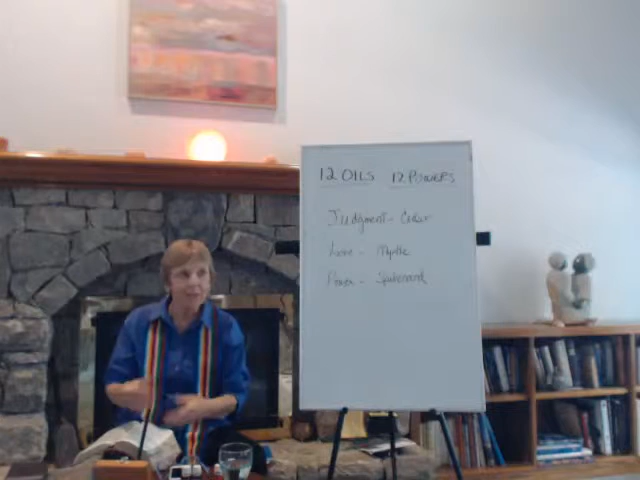 12 OILS 12 POWERS
Judgment - Cedar
Love - Myrtle
Power - Spikenard